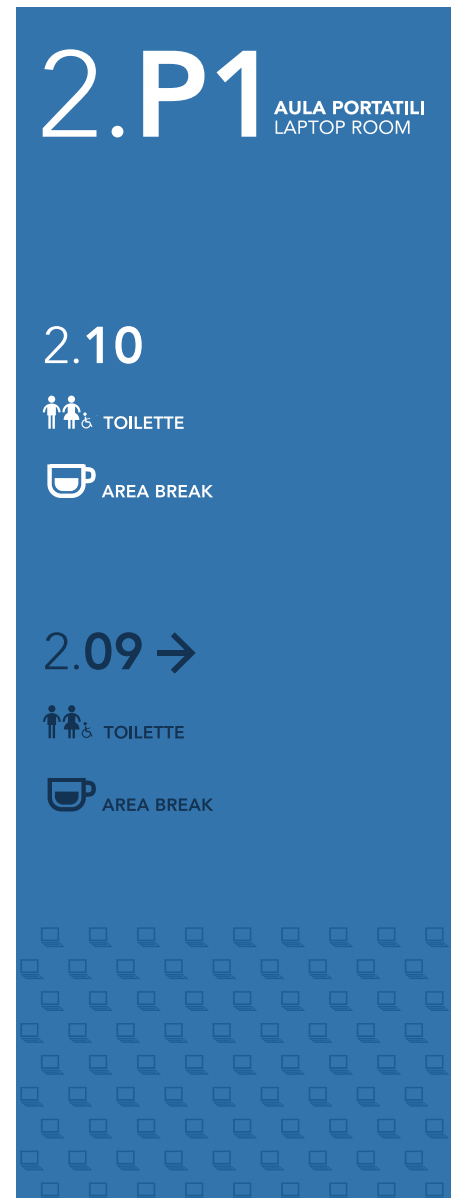 2.P1
AULA PORTATILI
LAPTOP ROOM
2.10
TOILETTE
AREA BREAK
2.09 →
TOILETTE
AREA BREAK